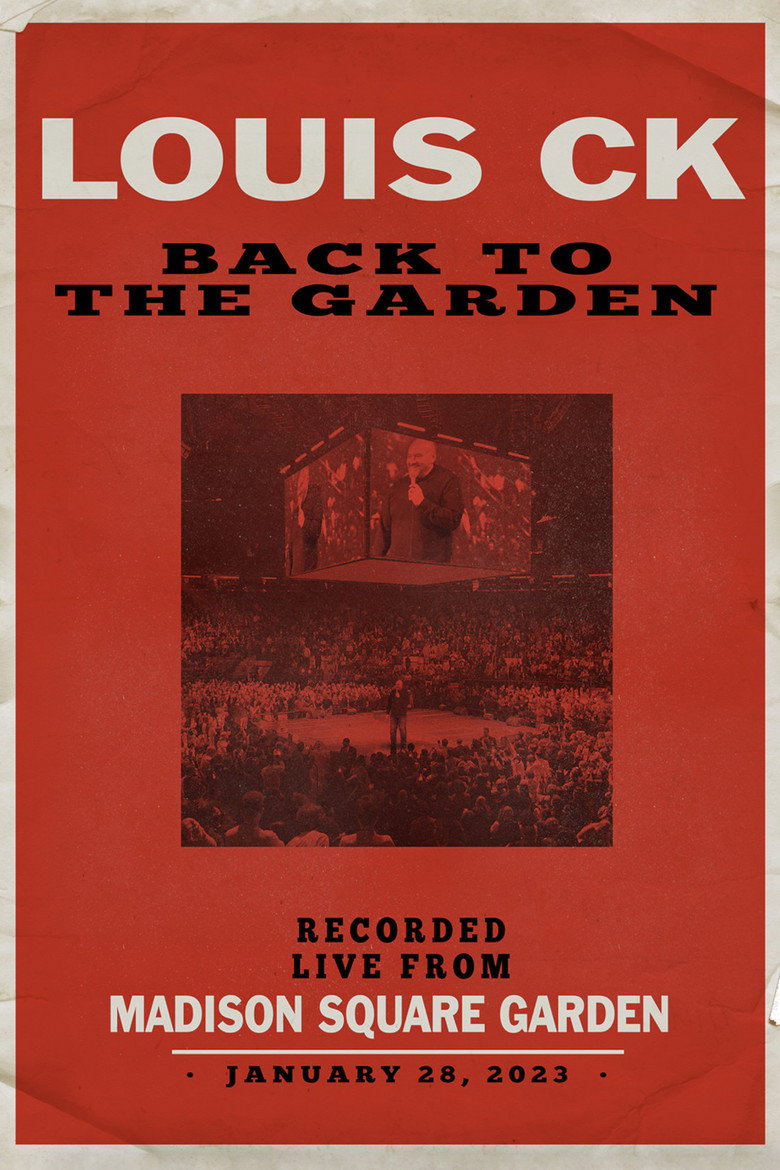 LOUIS CK
BACK TO
THE GARDEN
RECORDED
LIVE FROM
MADISON SQUARE GARDEN
· JANUARY 28, 2023 ·